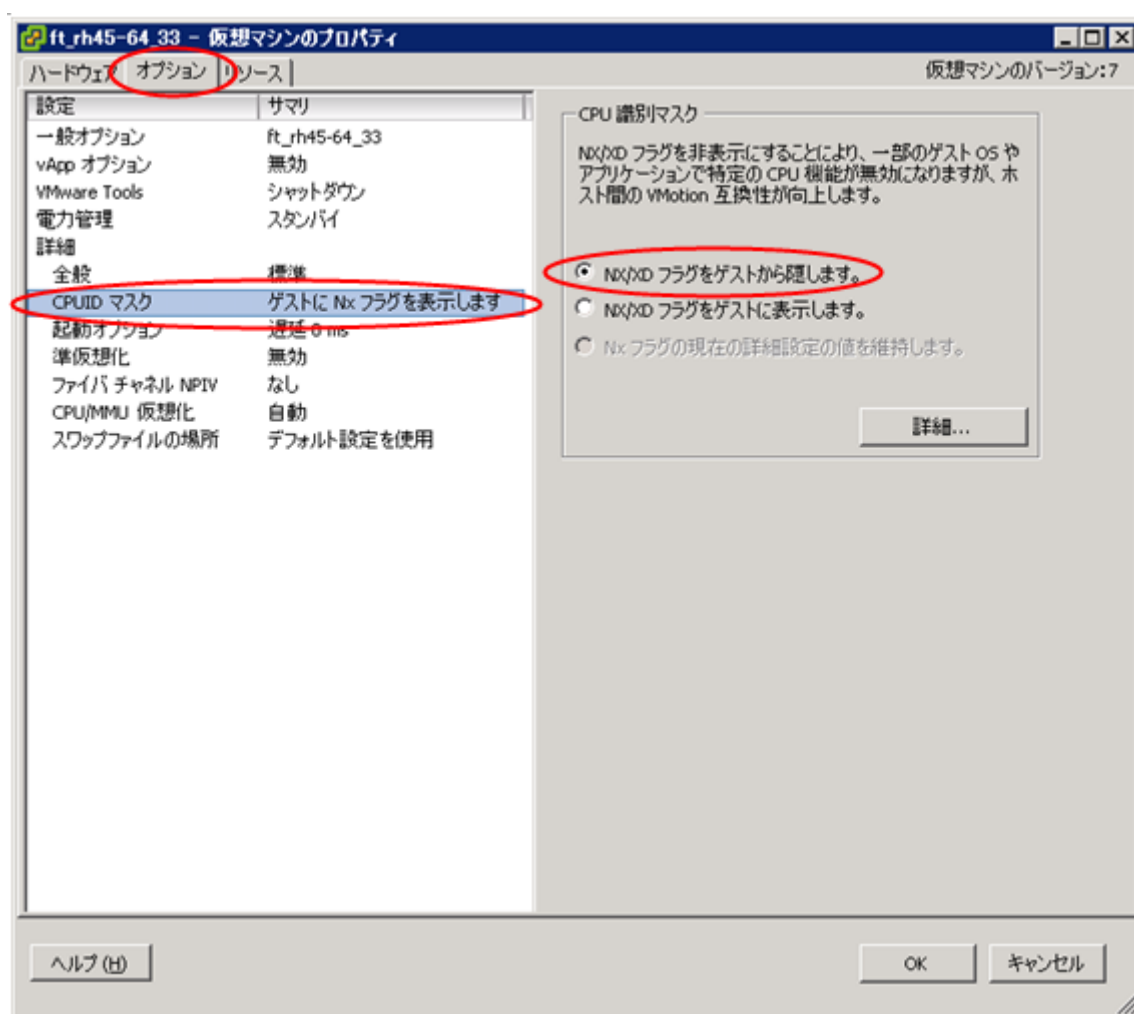 ft_rh45-64_33 - 仮想マシンのプロパティ
ハードウェア オプション リソース 仮想マシンのバージョン:7
設定 サマリ
一般オプション ft_rh45-64_33
vApp オプション 無効
VMware Tools シャットダウン
電力管理 スタンバイ
詳細
全般 標準
CPUID マスク ゲストに Nx フラグを表示します
起動オプション 遅延 0 ms
準仮想化 無効
ファイバ チャネル NPIV なし
CPU/MMU 仮想化 自動
スワップファイルの場所 デフォルト設定を使用
CPU 識別マスク
NX/XD フラグを非表示にすることにより、一部のゲスト OS や
アプリケーションで特定の CPU 機能が無効になりますが、ホ
スト間の VMotion 互換性が向上します。
NX/XD フラグをゲストから隠します。
NX/XD フラグをゲストに表示します。
Nx フラグの現在の詳細設定の値を維持します。
詳細...
ヘルプ(H) OK キャンセル